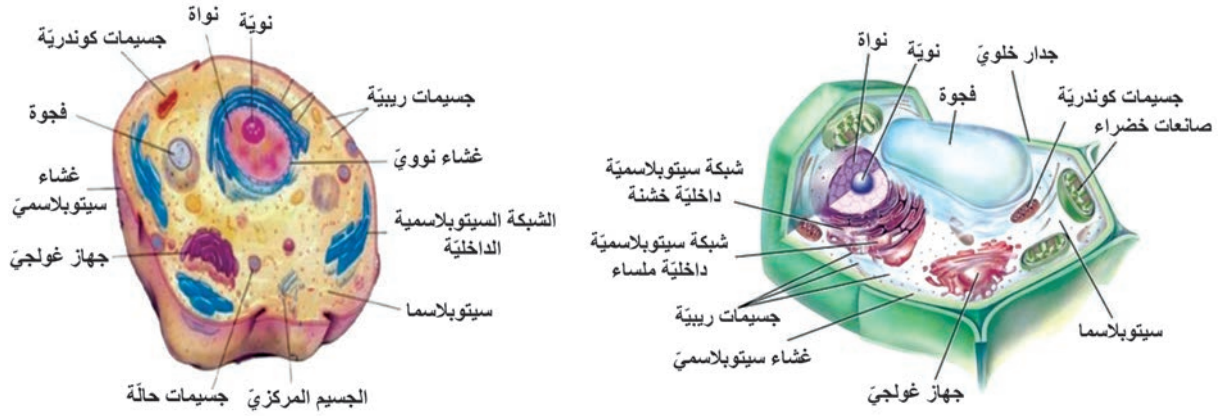 نواة
نويّة
جسيمات كوندريّة
جسيمات ريبيّة
فجوة
غشاء نوويّ
غشاء
سيتوبلاسميّ
الشبكة السيتوبلاسمية
الداخليّة
جهاز غولجيّ
سيتوبلاسما
جسيمات حالّة
الجسيم المركزيّ
نواة
نويّة
جدار خلويّ
فجوة
جسيمات كوندريّة
صانعات خضراء
شبكة سيتوبلاسميّة
داخليّة خشنة
شبكة سيتوبلاسميّة
داخليّة ملساء
جسيمات ريبيّة
سيتوبلاسما
غشاء سيتوبلاسميّ
جهاز غولجيّ